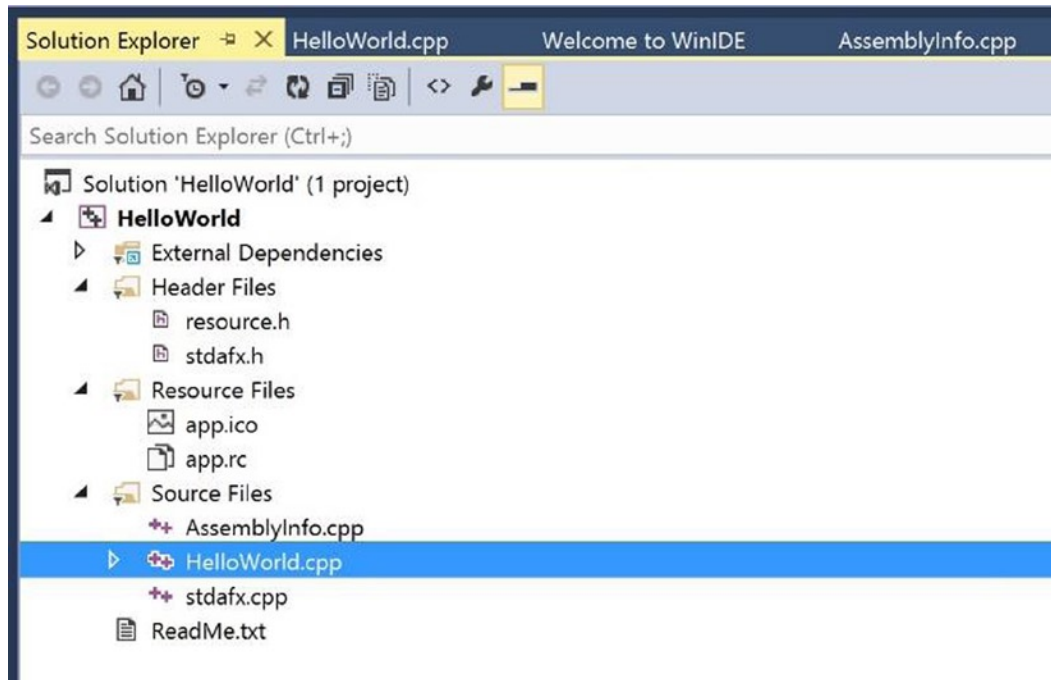 Solution Explorer HelloWorld.cpp Welcome to WinIDE AssemblyInfo.cpp
Search Solution Explorer (Ctrl+;)
Solution 'HelloWorld' (1 project)
HelloWorld
External Dependencies
Header Files
resource.h
stdafx.h
Resource Files
app.ico
app.rc
Source Files
AssemblyInfo.cpp
HelloWorld.cpp
stdafx.cpp
ReadMe.txt